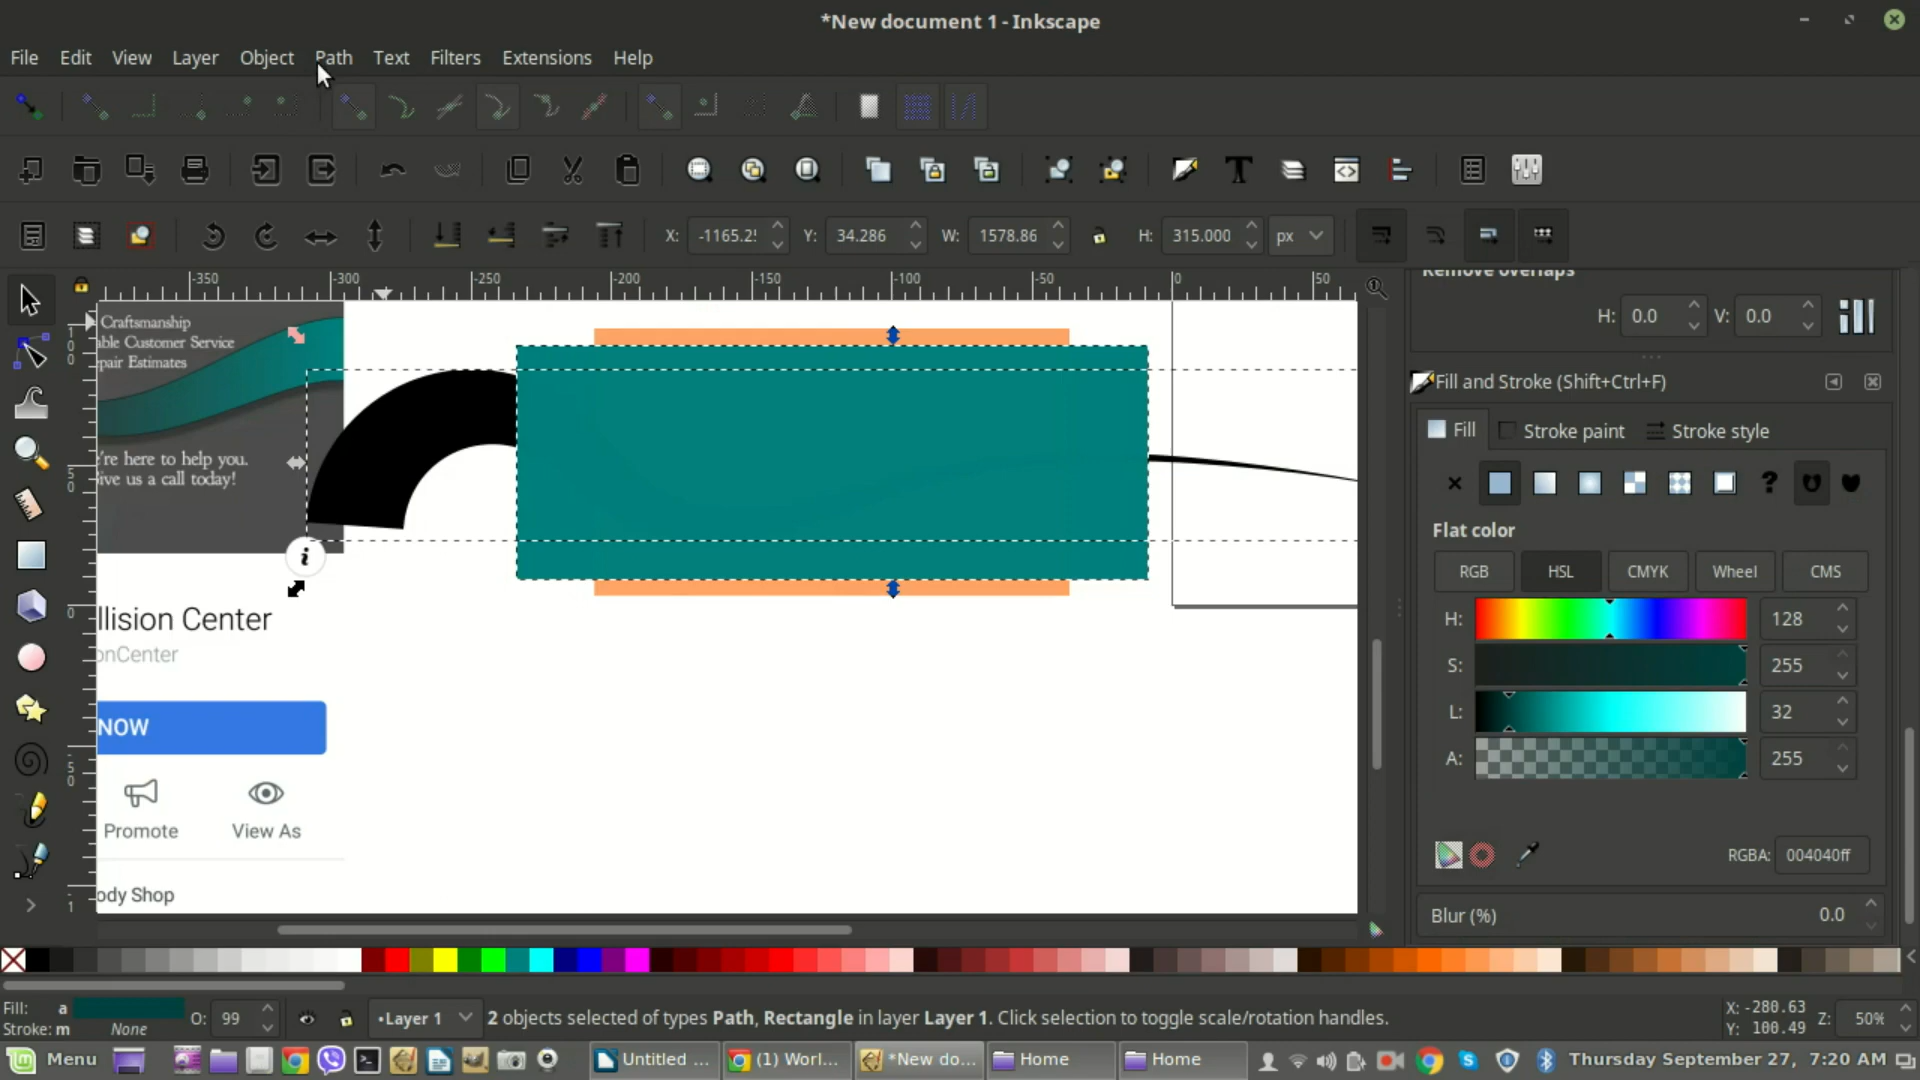 *New document 1 - Inkscape
File Edit View Layer Object Path Text Filters Extensions Help
X: -1165.2 Y: 34.286 W: 1578.86 H: 315.000 px
-350 -300 -250 -200 -150 -100 -50 0 50
Remove overlaps
H: 0.0 V: 0.0
Craftsmanship
able Customer Service
epair Estimates
Fill and Stroke (Shift+Ctrl+F)
Fill Stroke paint Stroke style
're here to help you.
ive us a call today!
?
Flat color
RGB HSL CMYK Wheel CMS
i
H: 128
S: 255
L: 32
A: 255
RGBA: 004040ff
Blur (%) 0.0
llision Center
onCenter
NOW
Promote View As
ody Shop
Fill: a
Stroke: m None
O: 99
•Layer 1
2 objects selected of types Path, Rectangle in layer Layer 1. Click selection to toggle scale/rotation handles.
X: -280.63
Y: 100.49
Z: 50%
Menu Untitled ... (1) Worl... *New do... Home Home Thursday September 27, 7:20 AM